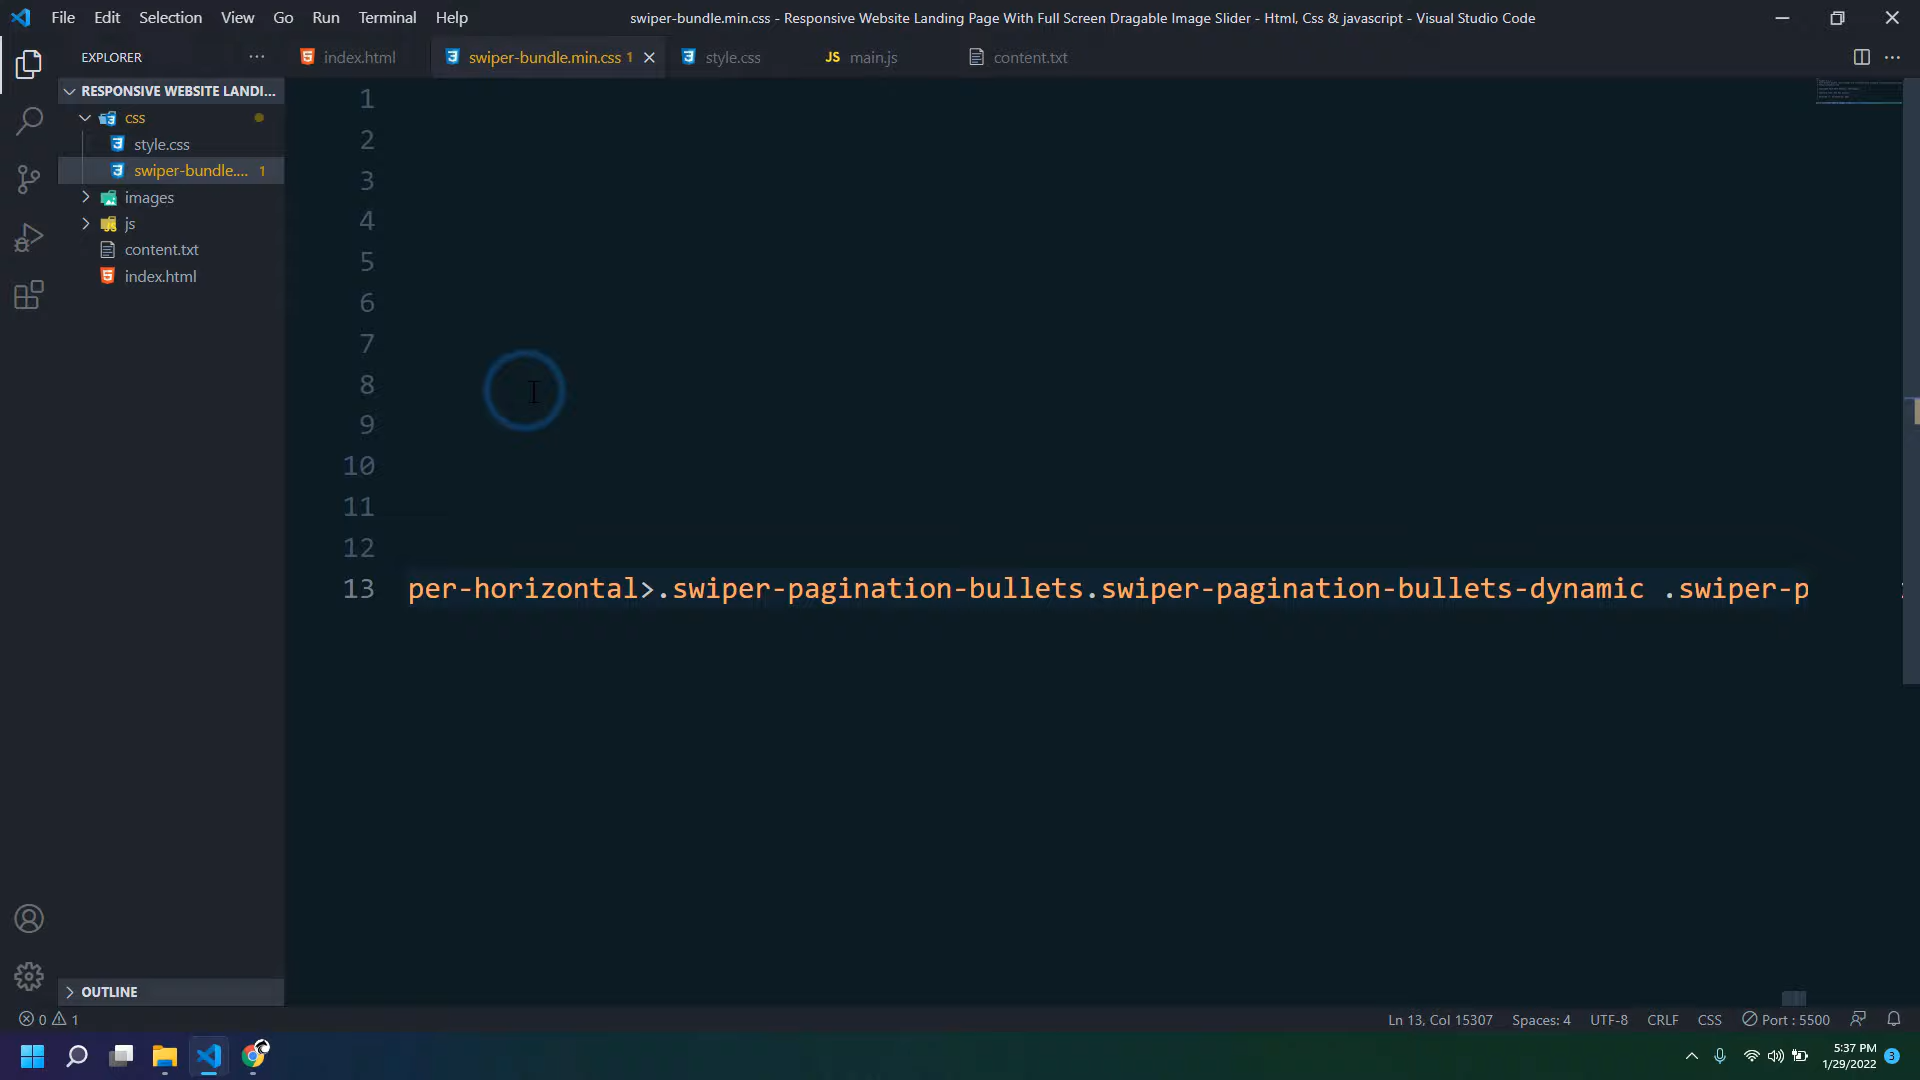 File Edit Selection View Go Run Terminal Help
swiper-bundle.min.css - Responsive Website Landing Page With Full Screen Dragable Image Slider - Html, Css & javascript - Visual Studio Code
EXPLORER
index.html
swiper-bundle.min.css 1
style.css
JS main.js
content.txt
RESPONSIVE WEBSITE LANDI...
css
style.css
swiper-bundle.... 1
images
js
content.txt
index.html
1
2
3
4
5
6
7
8
9
10
11
12
13 per-horizontal>.swiper-pagination-bullets.swiper-pagination-bullets-dynamic .swiper-p
OUTLINE
0 1
Ln 13, Col 15307 Spaces: 4 UTF-8 CRLF CSS Port : 5500
5:37 PM
1/29/2022
3